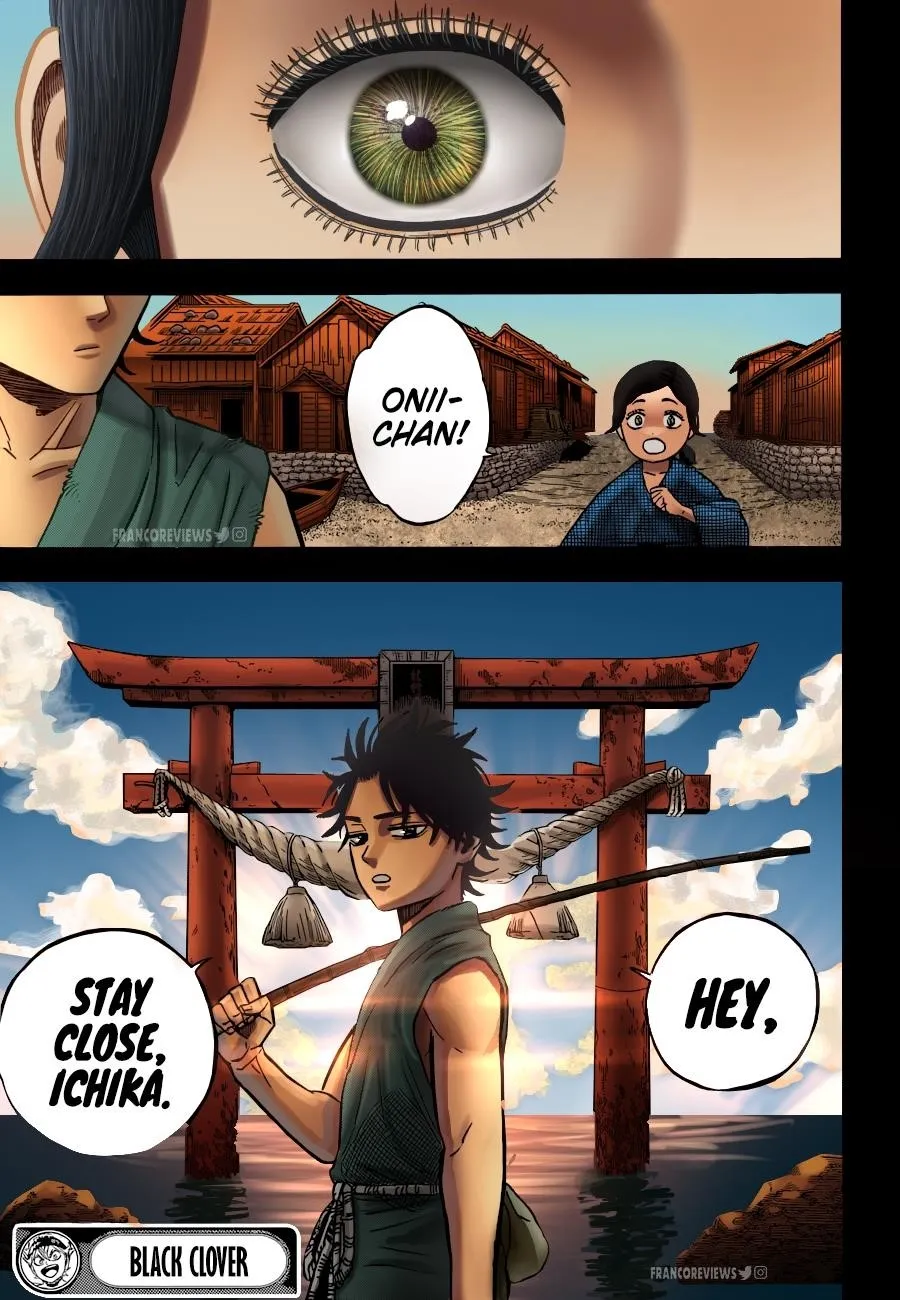 ONII-
CHAN!
FRANCOREVIEWS
HEY,
STAY
CLOSE,
ICHIKA.
BLACK CLOVER
FRANCOREVIEWS